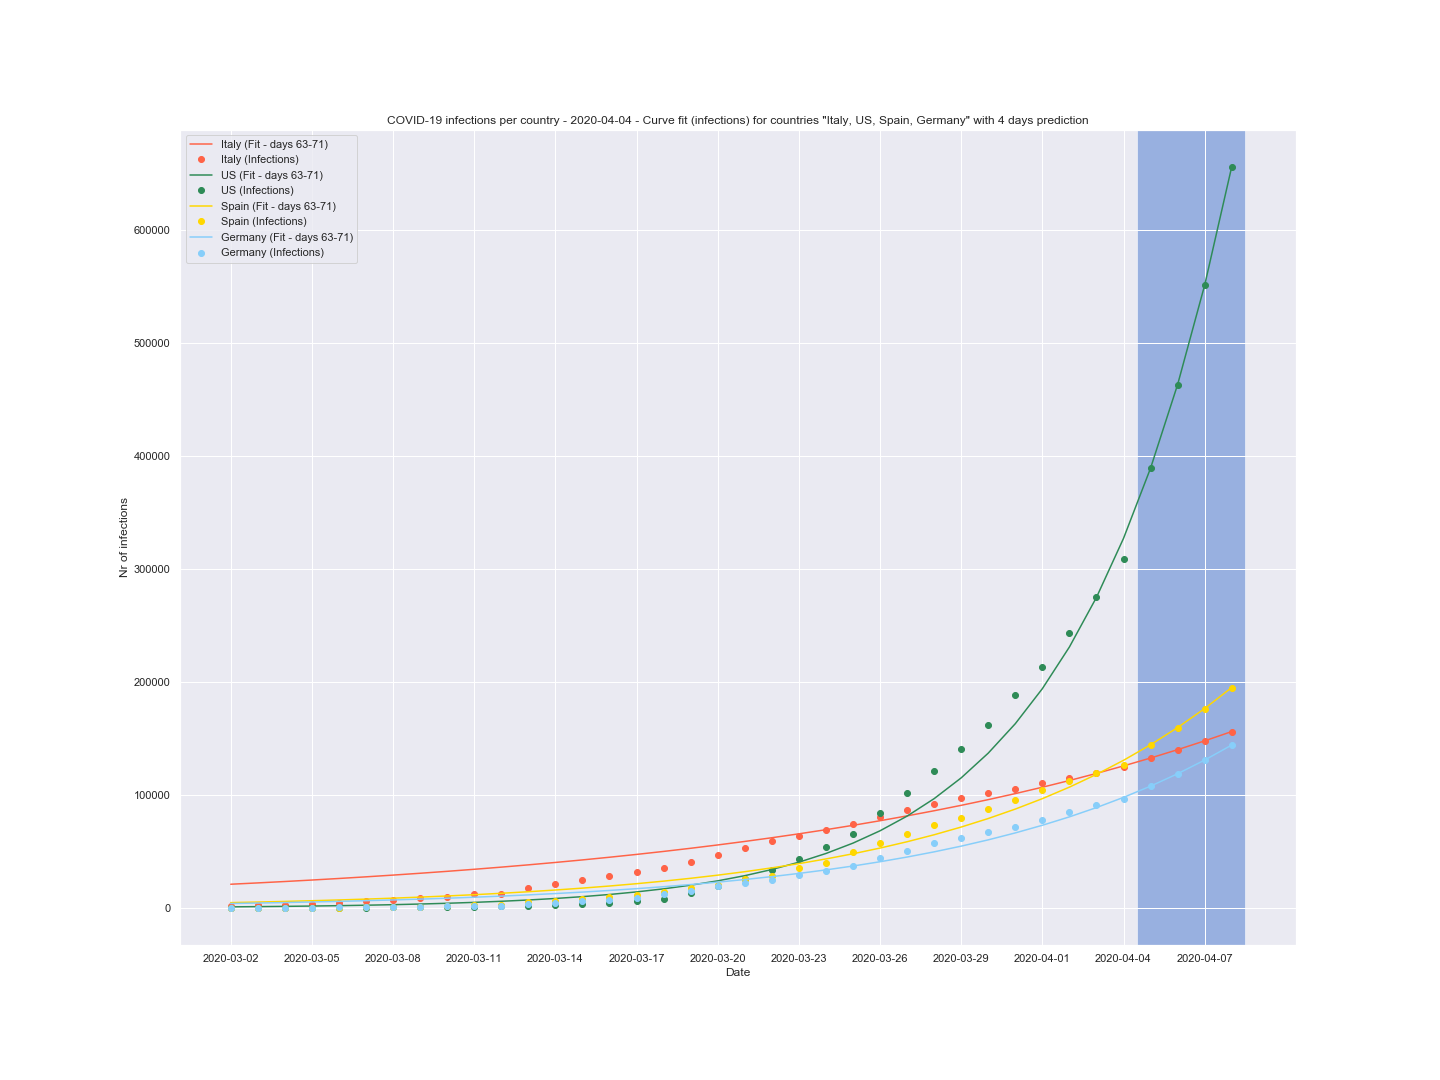 COVID-19 infections per country - 2020-04-04 - Curve fit (infections) for countries "Italy, US, Spain, Germany" with 4 days prediction
Italy (Fit - days 63-71)
Italy (Infections)
US (Fit - days 63-71)
US (Infections)
Spain (Fit - days 63-71)
Spain (Infections)
Germany (Fit - days 63-71)
Germany (Infections)
600000
500000
400000
300000
200000
100000
0
Nr of infections
2020-03-02 2020-03-05 2020-03-08 2020-03-11 2020-03-14 2020-03-17 2020-03-20 2020-03-23 2020-03-26 2020-03-29 2020-04-01 2020-04-04 2020-04-07
Date